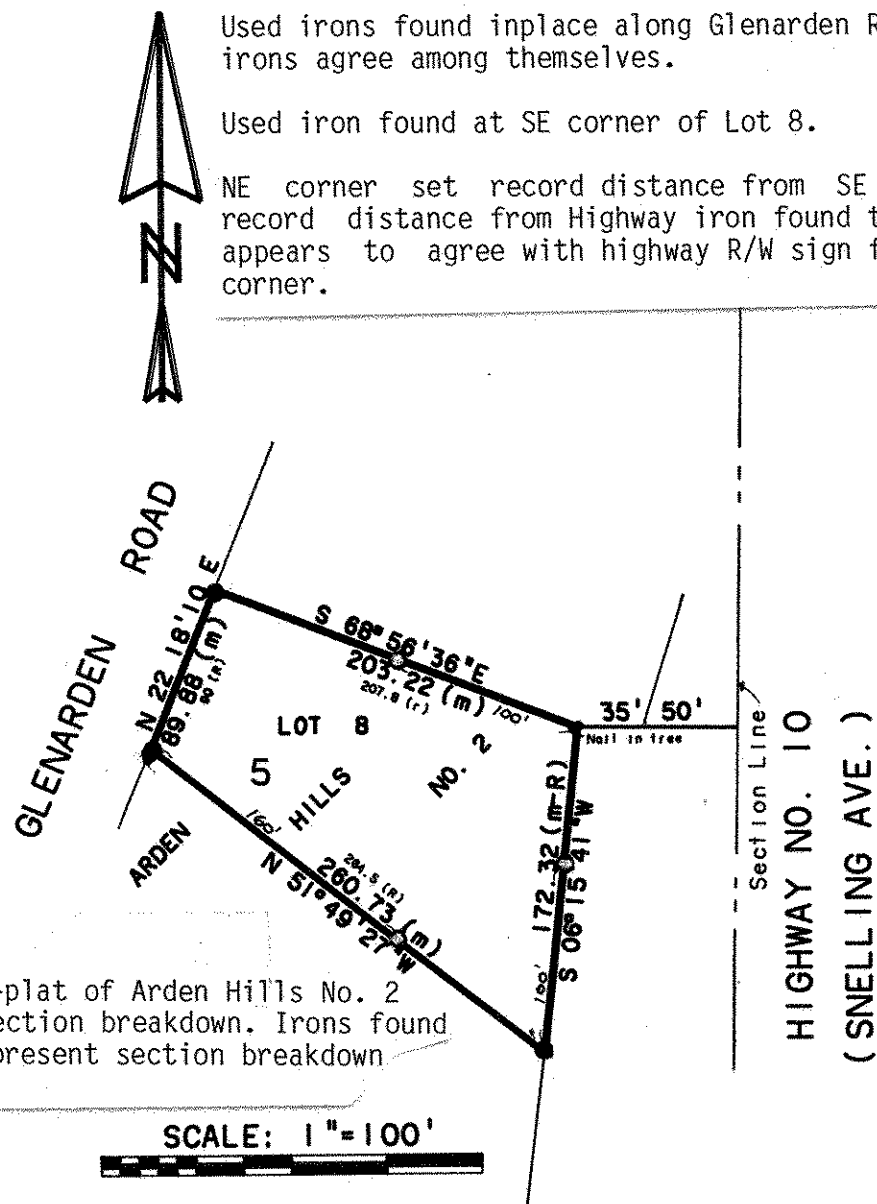 Used irons found inplace along Glenarden R
irons agree among themselves.
Used iron found at SE corner of Lot 8.
NE corner set record distance from SE
record distance from Highway iron found t
appears to agree with highway R/W sign f
corner.
N
GLENARDEN ROAD
N 22 18'10 E
89.88 (m)
90 (R)
S 68°56'36"E
203.22 (m)
207.8 (r)
100'
LOT 8
5
ARDEN HILLS NO. 2
160'
264.5 (R)
260.73 (m)
N 51°49'27"W
172.32 (m-R)
S 06°15'41"W
100'
35' 50'
Nail in tree
Section Line
HIGHWAY NO. 10
(SNELLING AVE.)
-plat of Arden Hills No. 2
ection breakdown. Irons found
present section breakdown
SCALE: 1"=100'